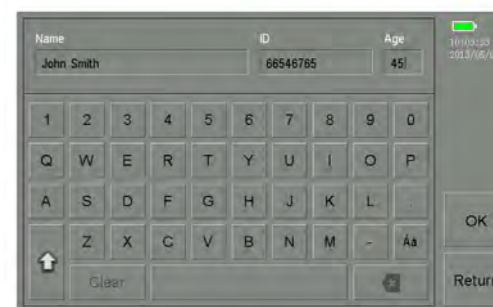 Name ID Age
John Smith 66546765 45
1 2 3 4 5 6 7 8 9 0
Q W E R T Y U I O P
A S D F G H J K L .
Z X C V B N M - Áä
Clear
OK
Return